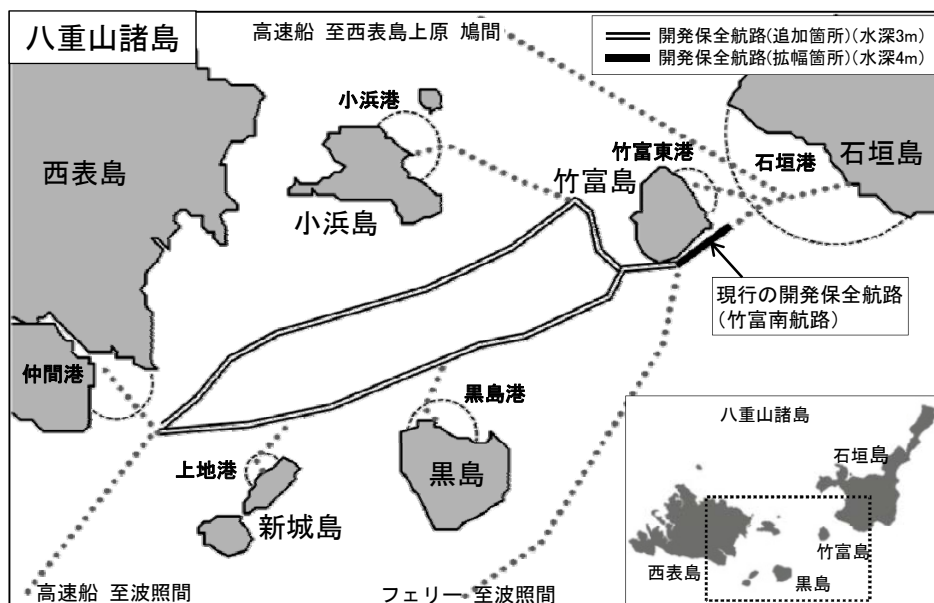 八重山諸島
高速船 至西表島上原 鳩間
開発保全航路(追加箇所)(水深3m)
開発保全航路(拡幅箇所)(水深4m)
小浜港
竹富東港
石垣港
石垣島
西表島
竹富島
小浜島
現行の開発保全航路
(竹富南航路)
仲間港
黒島港
上地港
黒島
新城島
高速船 至波照間
フェリー 至波照間
八重山諸島
石垣島
竹富島
西表島
黒島